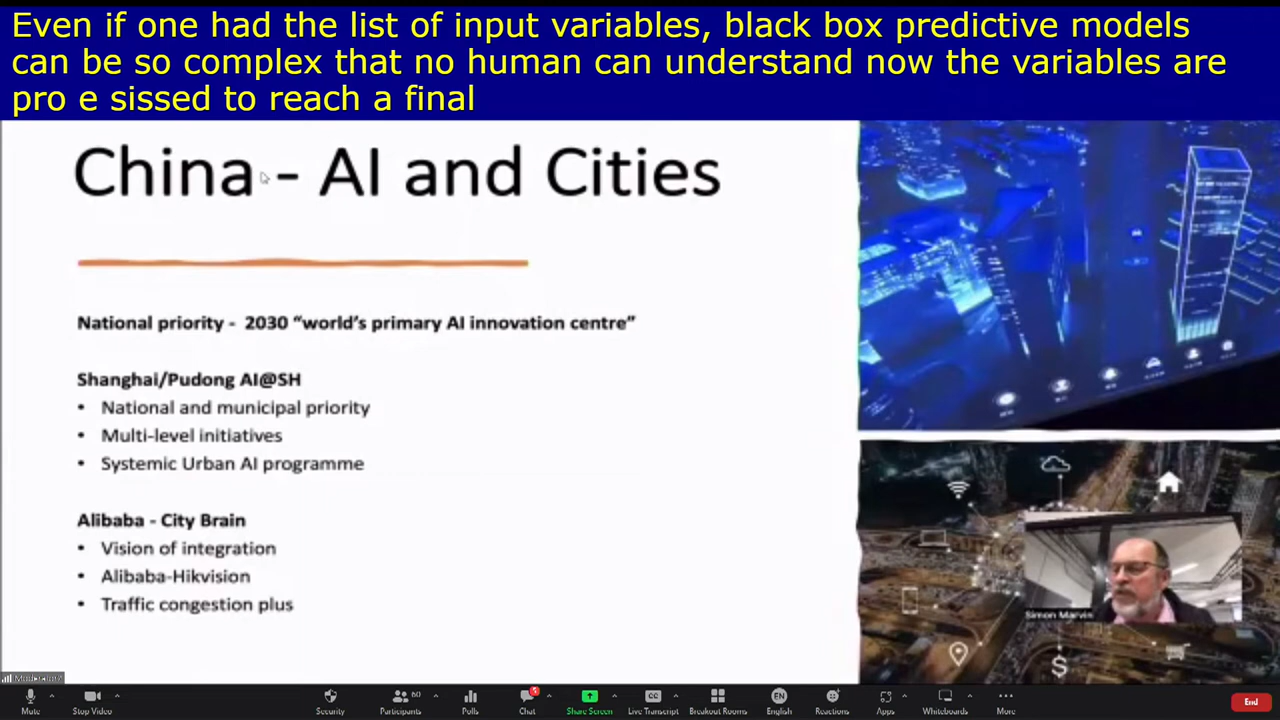 Even if one had the list of input variables, black box predictive models
can be so complex that no human can understand now the variables are
pro e sissed to reach a final
China - AI and Cities
National priority - 2030 “world’s primary AI innovation centre”
Shanghai/Pudong AI@SH
• National and municipal priority
• Multi-level initiatives
• Systemic Urban AI programme
Alibaba - City Brain
• Vision of integration
• Alibaba-Hikvision
• Traffic congestion plus
$
Simon Marvin
Mute
Stop Video
Security
Participants 60
Polls
Chat 5
Share Screen
CC Live Transcript
Breakout Rooms
EN English
Reactions
Apps
Whiteboards
More
End